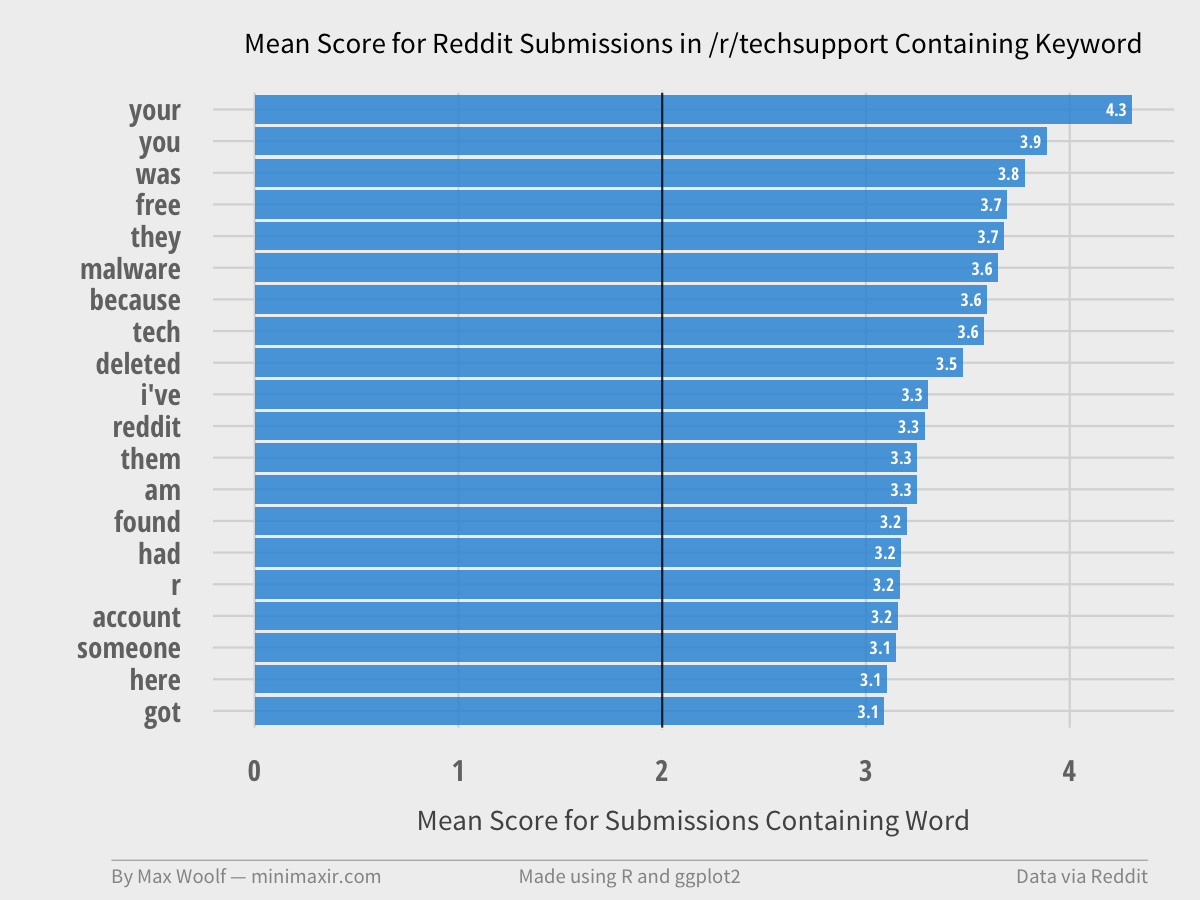 Mean Score for Reddit Submissions in /r/techsupport Containing Keyword
your 4.3
you 3.9
was 3.8
free 3.7
they 3.7
malware 3.6
because 3.6
tech 3.6
deleted 3.5
i've 3.3
reddit 3.3
them 3.3
am 3.3
found 3.2
had 3.2
r 3.2
account 3.2
someone 3.1
here 3.1
got 3.1
0 1 2 3 4
Mean Score for Submissions Containing Word
By Max Woolf — minimaxir.com Made using R and ggplot2 Data via Reddit